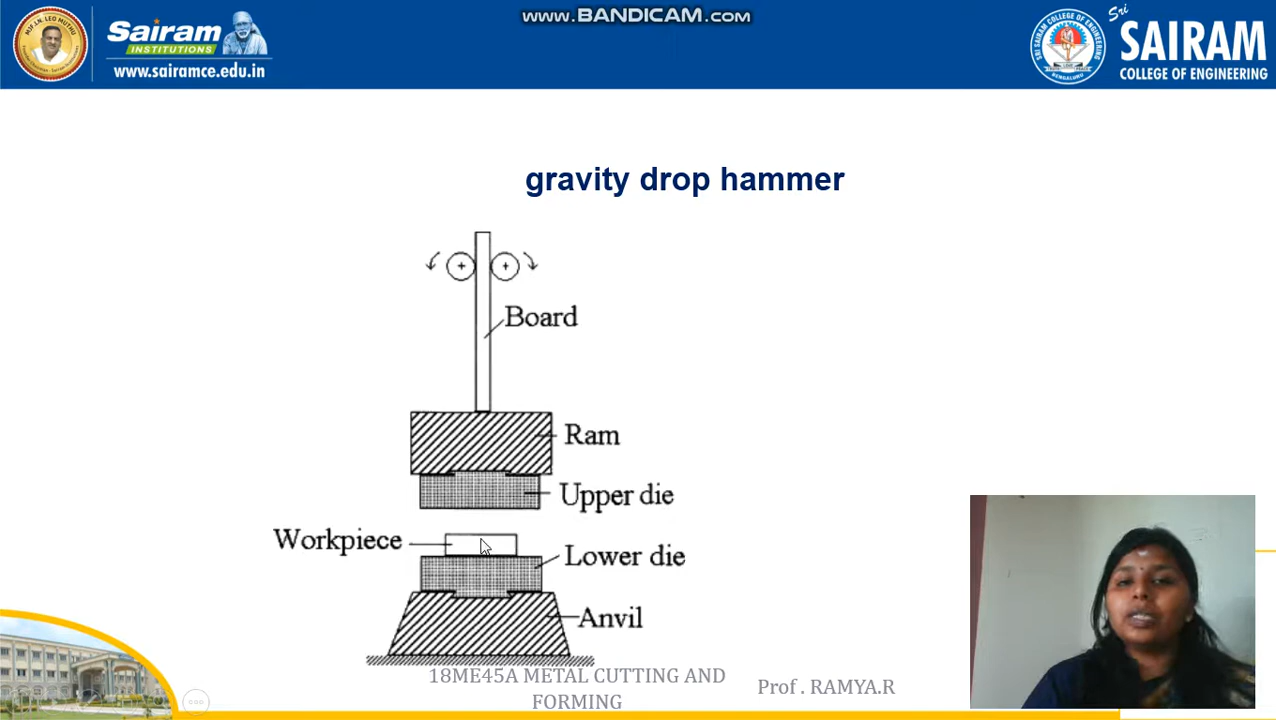 www.BANDICAM.com
Sairam
INSTITUTIONS
www.sairamce.edu.in
Sri
SAIRAM
COLLEGE OF ENGINEERING
gravity drop hammer
Board
Ram
Upper die
Workpiece
Lower die
Anvil
18ME45A METAL CUTTING AND
FORMING
Prof . RAMYA.R